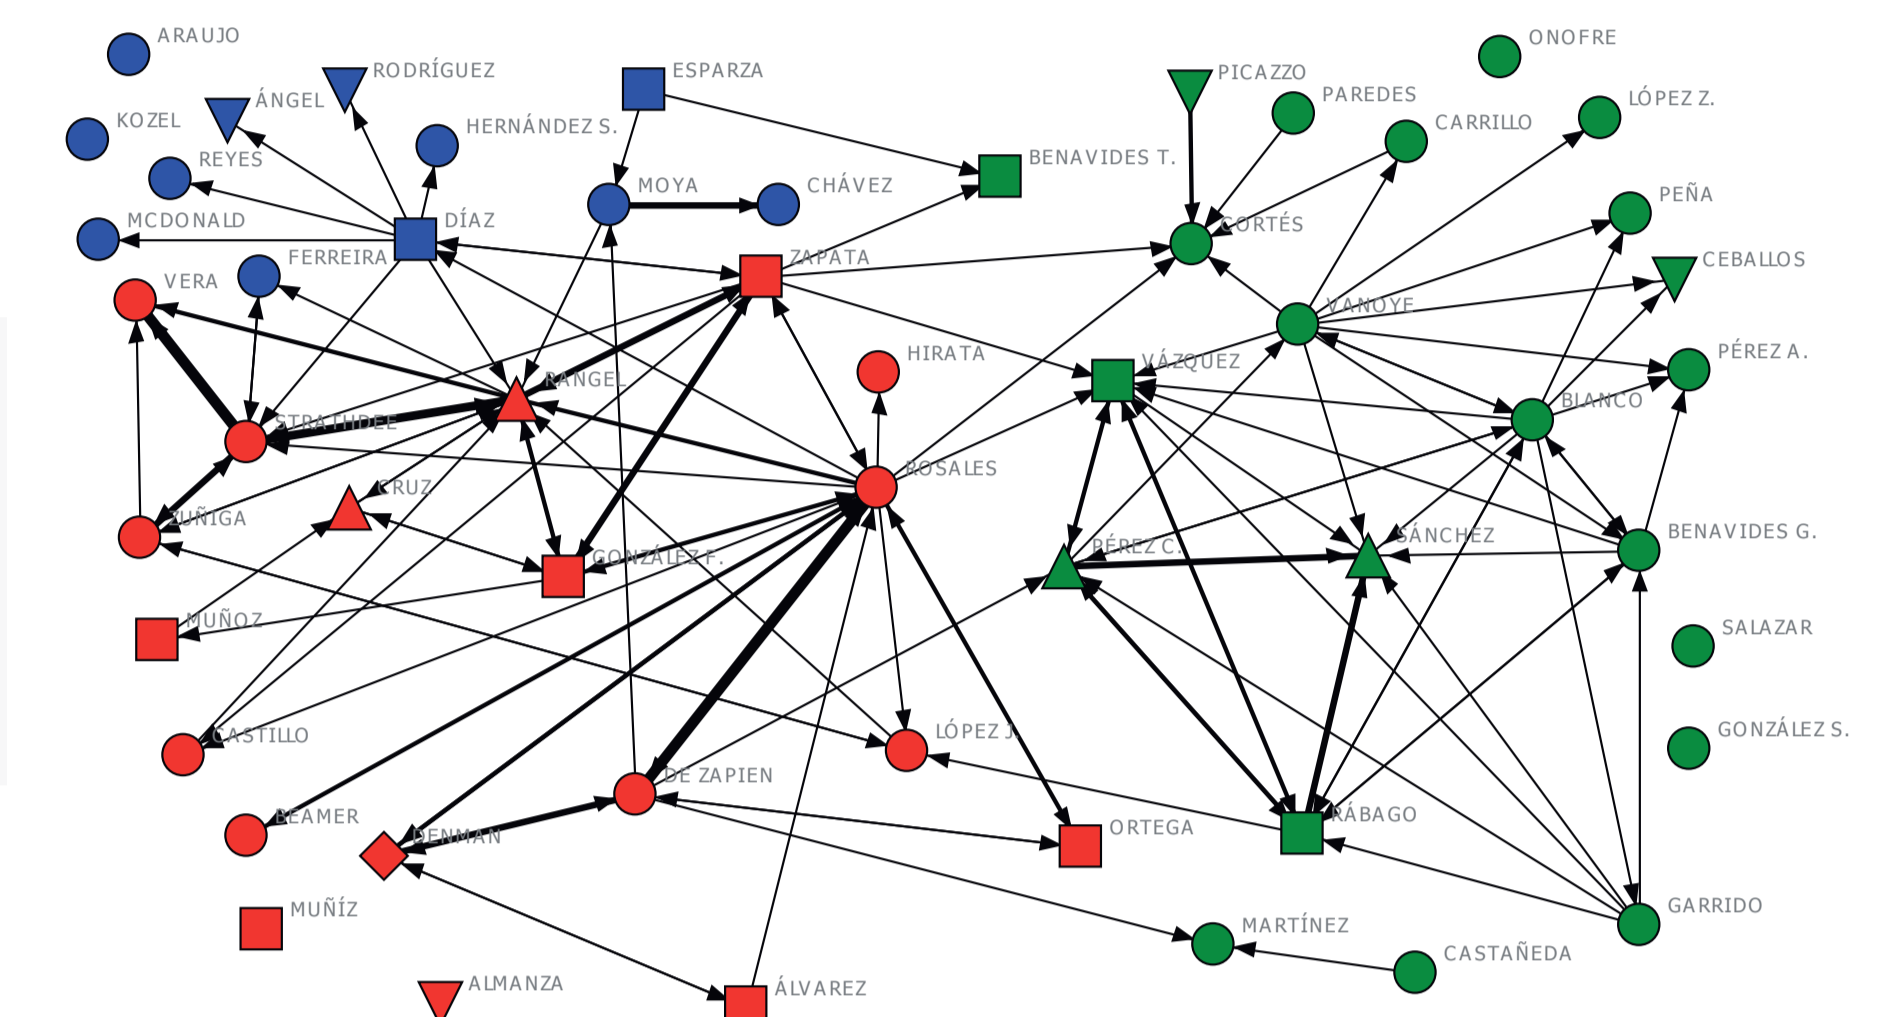 ARAUJO
ONOFRE
RODRÍGUEZ
ESPARZA
PICAZZO
PAREDES
LÓPEZ Z.
ÁNGEL
KOZEL
HERNÁNDEZ S.
CARRILLO
REYES
BENAVIDES T.
MOYA
CHÁVEZ
PEÑA
MCDONALD
DÍAZ
CORTÉS
FERREIRA
ZAPATA
CEBALLOS
VERA
VANOYE
HIRATA
VÁZQUEZ
PÉREZ A.
RANGEL
BLANCO
STRATHDEE
ROSALES
CRUZ
ZUÑIGA
GONZÁLEZ F.
PÉREZ C.
SÁNCHEZ
BENAVIDES G.
MUÑOZ
SALAZAR
CASTILLO
LÓPEZ J.
GONZÁLEZ S.
DE ZAPIEN
BEAMER
DENMAN
ORTEGA
RÁBAGO
MUÑÍZ
GARRIDO
MARTÍNEZ
CASTAÑEDA
ALMANZA
ÁLVAREZ